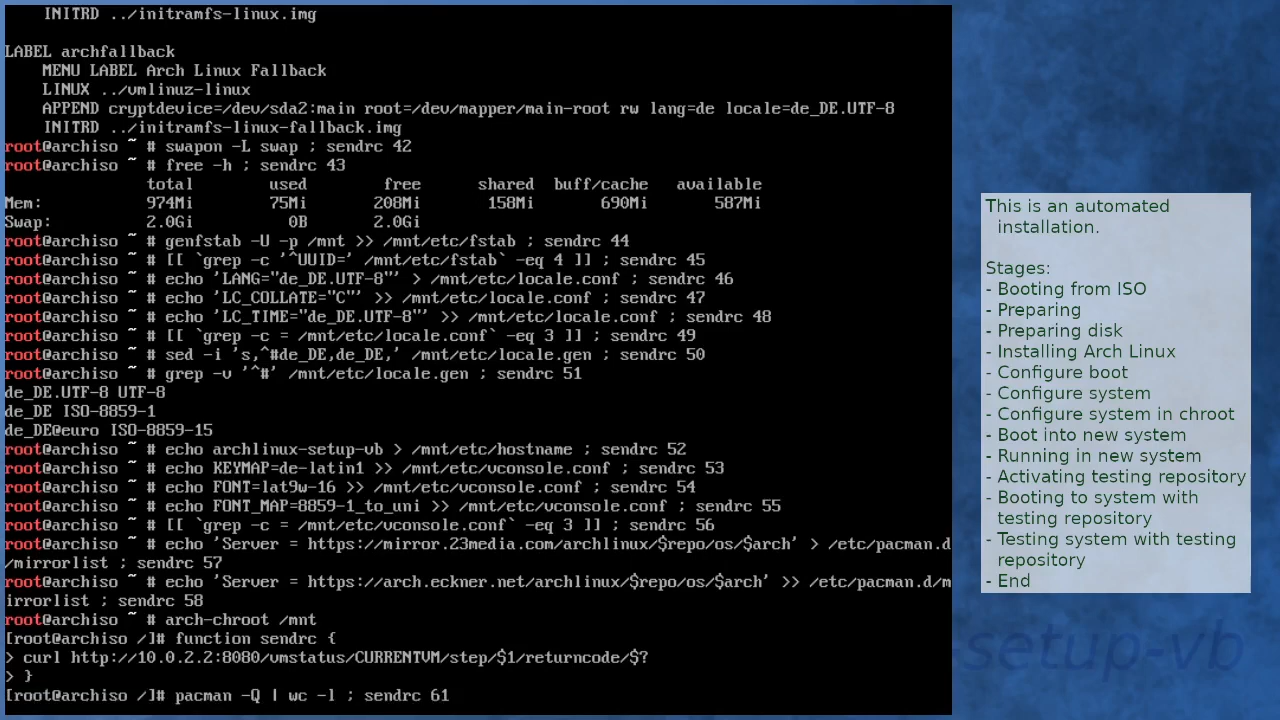 INITRD ../initramfs-linux.img
LABEL archfallback
    MENU LABEL Arch Linux Fallback
    LINUX ../vmlinuz-linux
    APPEND cryptdevice=/dev/sda2:main root=/dev/mapper/main-root rw lang=de locale=de_DE.UTF-8
    INITRD ../initramfs-linux-fallback.img
root@archiso ~ # swapon -L swap ; sendrc 42
root@archiso ~ # free -h ; sendrc 43
               total        used        free      shared  buff/cache   available
Mem:           974Mi        75Mi       208Mi       158Mi       690Mi       587Mi
Swap:          2.0Gi          0B       2.0Gi
root@archiso ~ # genfstab -U -p /mnt >> /mnt/etc/fstab ; sendrc 44
root@archiso ~ # [[ `grep -c '^UUID=' /mnt/etc/fstab` -eq 4 ]] ; sendrc 45
root@archiso ~ # echo 'LANG="de_DE.UTF-8"' > /mnt/etc/locale.conf ; sendrc 46
root@archiso ~ # echo 'LC_COLLATE="C"' >> /mnt/etc/locale.conf ; sendrc 47
root@archiso ~ # echo 'LC_TIME="de_DE.UTF-8"' >> /mnt/etc/locale.conf ; sendrc 48
root@archiso ~ # [[ `grep -c = /mnt/etc/locale.conf` -eq 3 ]] ; sendrc 49
root@archiso ~ # sed -i 's,^#de_DE,de_DE,' /mnt/etc/locale.gen ; sendrc 50
root@archiso ~ # grep -v '^#' /mnt/etc/locale.gen ; sendrc 51
de_DE.UTF-8 UTF-8
de_DE ISO-8859-1
de_DE@euro ISO-8859-15
root@archiso ~ # echo archlinux-setup-vb > /mnt/etc/hostname ; sendrc 52
root@archiso ~ # echo KEYMAP=de-latin1 >> /mnt/etc/vconsole.conf ; sendrc 53
root@archiso ~ # echo FONT=lat9w-16 >> /mnt/etc/vconsole.conf ; sendrc 54
root@archiso ~ # echo FONT_MAP=8859-1_to_uni >> /mnt/etc/vconsole.conf ; sendrc 55
root@archiso ~ # [[ `grep -c = /mnt/etc/vconsole.conf` -eq 3 ]] ; sendrc 56
root@archiso ~ # echo 'Server = https://mirror.23media.com/archlinux/$repo/os/$arch' > /etc/pacman.d
/mirrorlist ; sendrc 57
root@archiso ~ # echo 'Server = https://arch.eckner.net/archlinux/$repo/os/$arch' >> /etc/pacman.d/m
irrorlist ; sendrc 58
root@archiso ~ # arch-chroot /mnt
[root@archiso /]# function sendrc {
> curl http://10.0.2.2:8080/vmstatus/CURRENTVM/step/$1/returncode/$?
> }
[root@archiso /]# pacman -Q | wc -l ; sendrc 61
This is an automated
installation.
Stages:
- Booting from ISO
- Preparing
- Preparing disk
- Installing Arch Linux
- Configure boot
- Configure system
- Configure system in chroot
- Boot into new system
- Running in new system
- Activating testing repository
- Booting to system with
testing repository
- Testing system with testing
repository
- End
-setup-vb